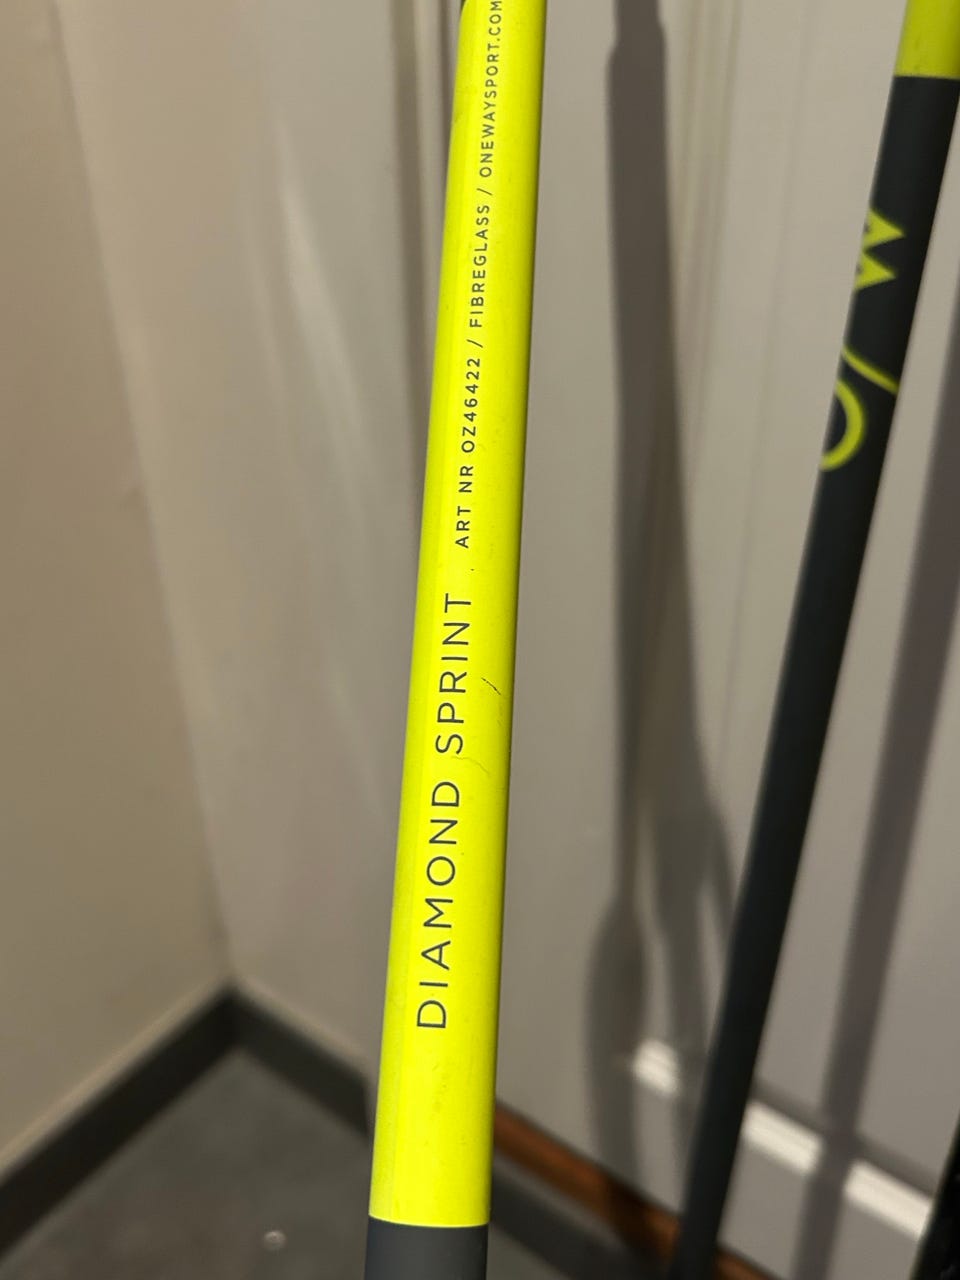 DIAMOND SPRINT
ART NR OZ46422 / FIBREGLASS / ONEWAYSPORT.COM